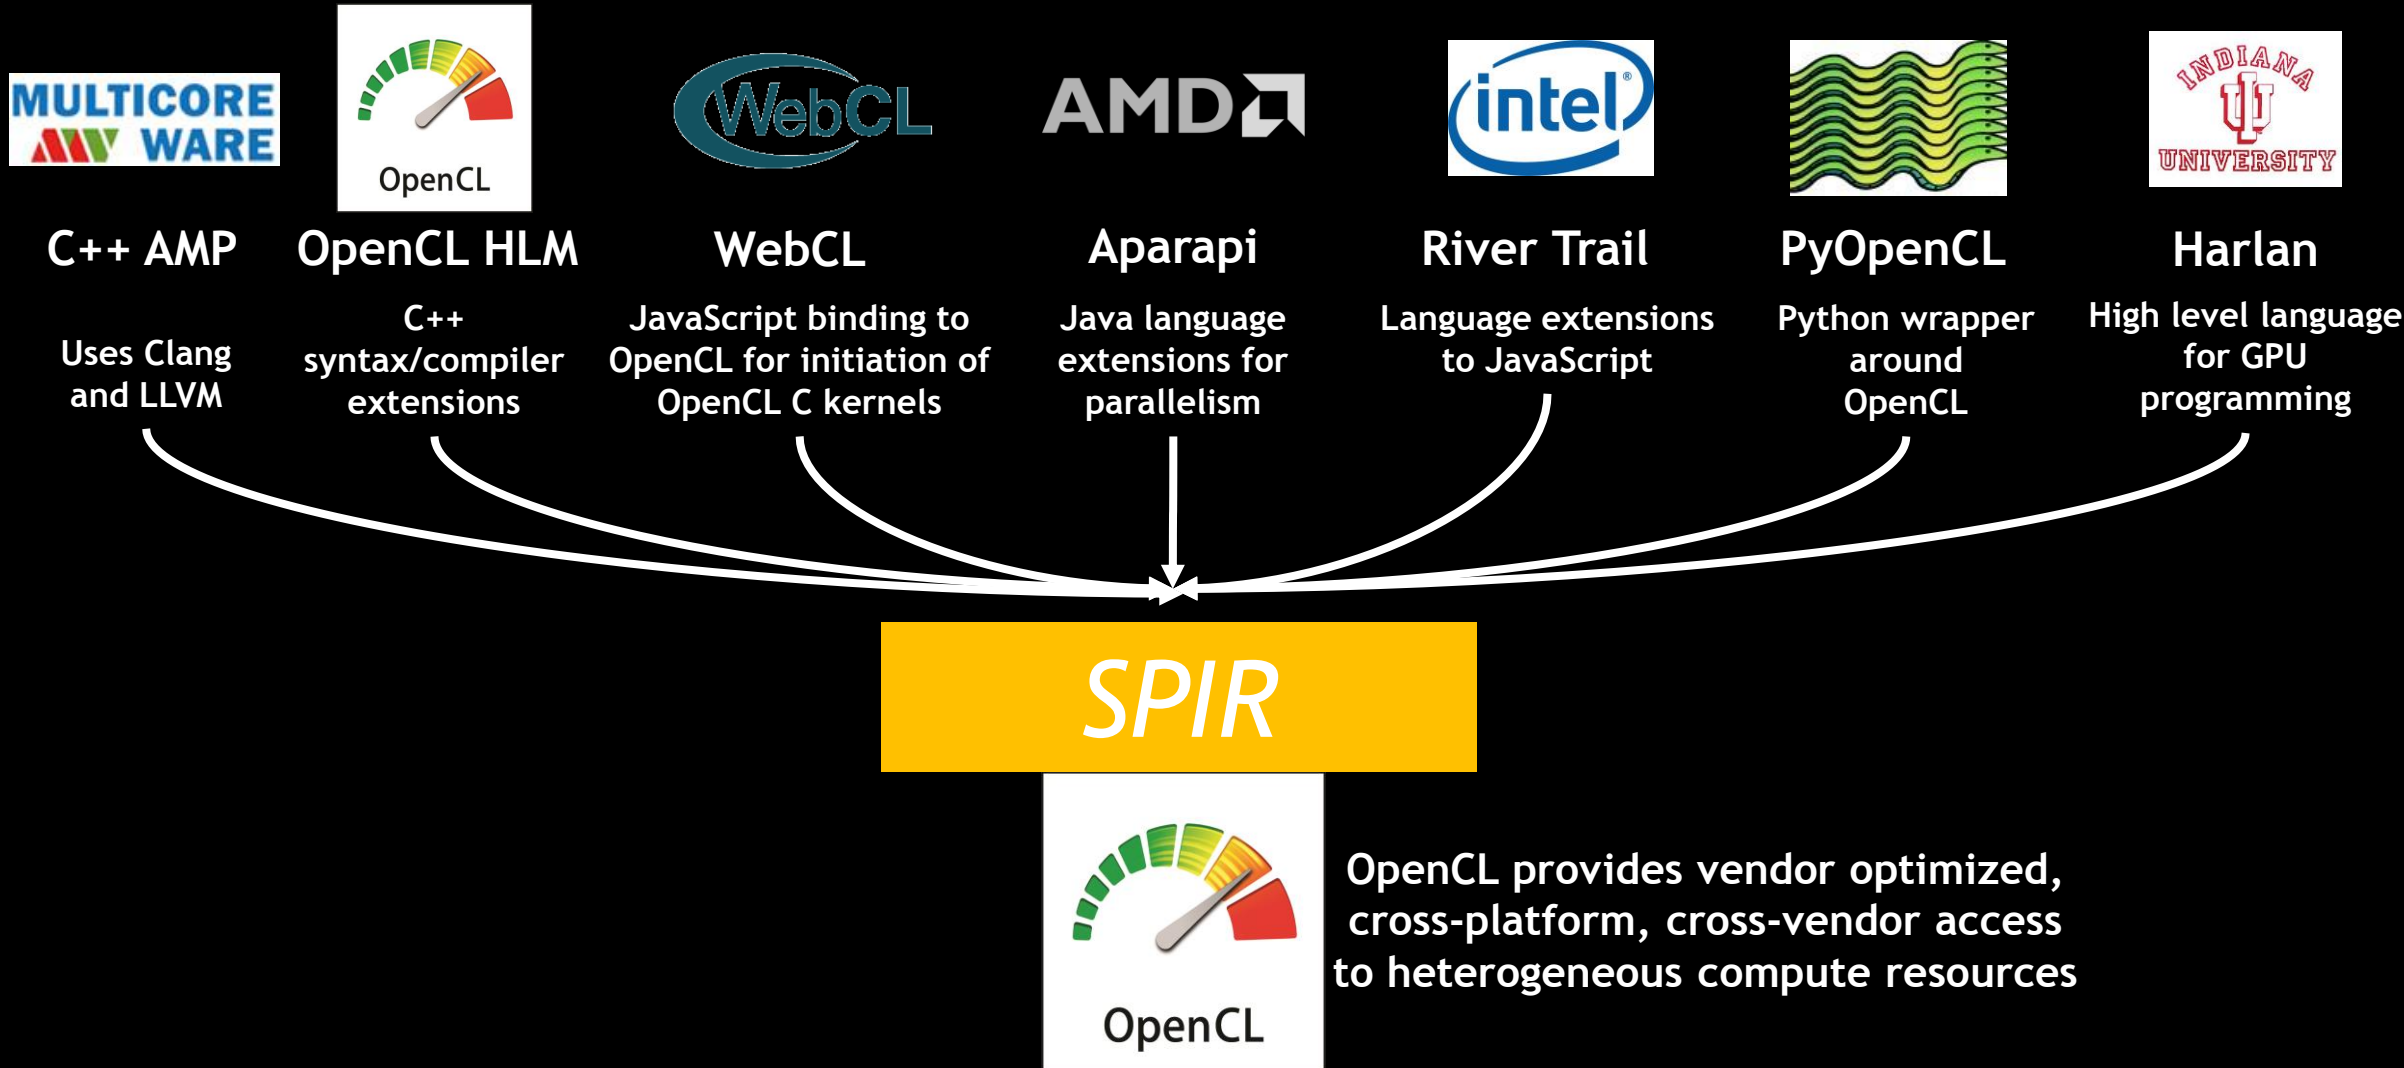 MULTICORE
WARE
OpenCL
WebCL
AMD
intel®
INDIANA
IU
UNIVERSITY
C++ AMP
OpenCL HLM
WebCL
Aparapi
River Trail
PyOpenCL
Harlan
Uses Clang
and LLVM
C++
syntax/compiler
extensions
JavaScript binding to
OpenCL for initiation of
OpenCL C kernels
Java language
extensions for
parallelism
Language extensions
to JavaScript
Python wrapper
around
OpenCL
High level language
for GPU
programming
SPIR
OpenCL
OpenCL provides vendor optimized,
cross-platform, cross-vendor access
to heterogeneous compute resources